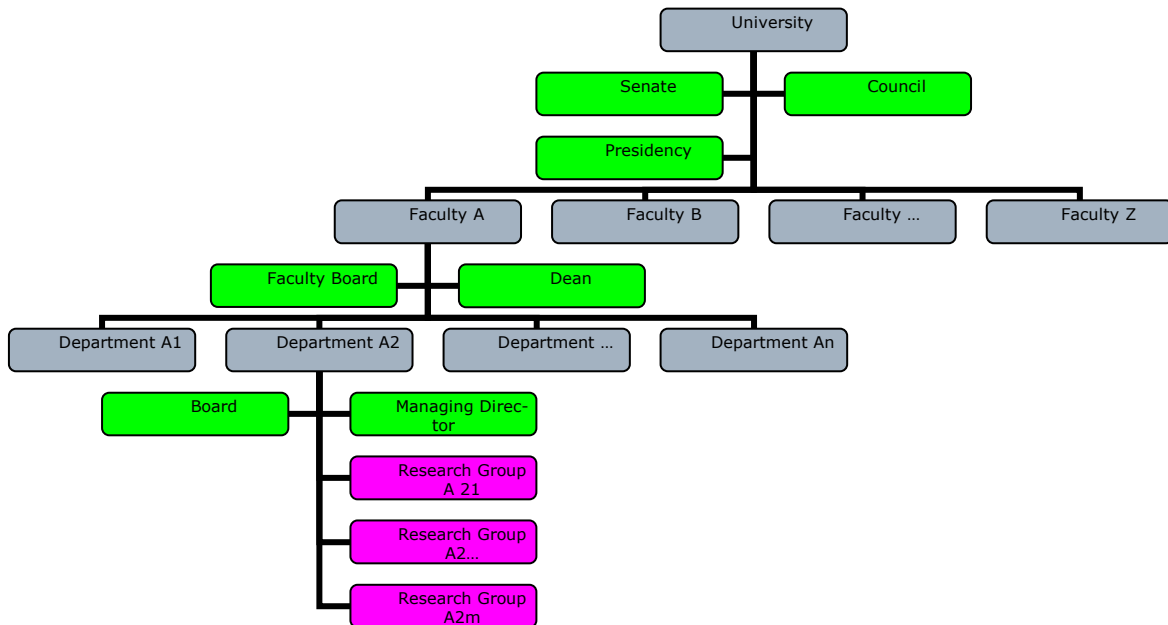 University
Senate
Council
Presidency
Faculty A
Faculty B
Faculty …
Faculty Z
Faculty Board
Dean
Department A1
Department A2
Department …
Department An
Board
Managing Direc-
tor
Research Group
A 21
Research Group
A2…
Research Group
A2m